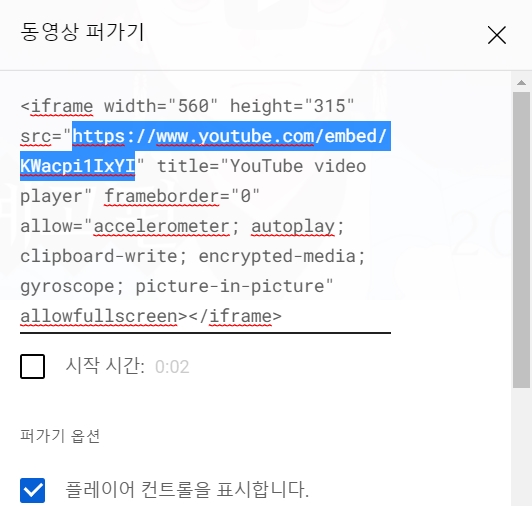 동영상 퍼가기
<iframe width="560" height="315"
src="https://www.youtube.com/embed/
KWacpi1IxYI" title="YouTube video
player" frameborder="0"
allow="accelerometer; autoplay;
clipboard-write; encrypted-media;
gyroscope; picture-in-picture"
allowfullscreen></iframe>
시작 시간: 0:02
퍼가기 옵션
플레이어 컨트롤을 표시합니다.